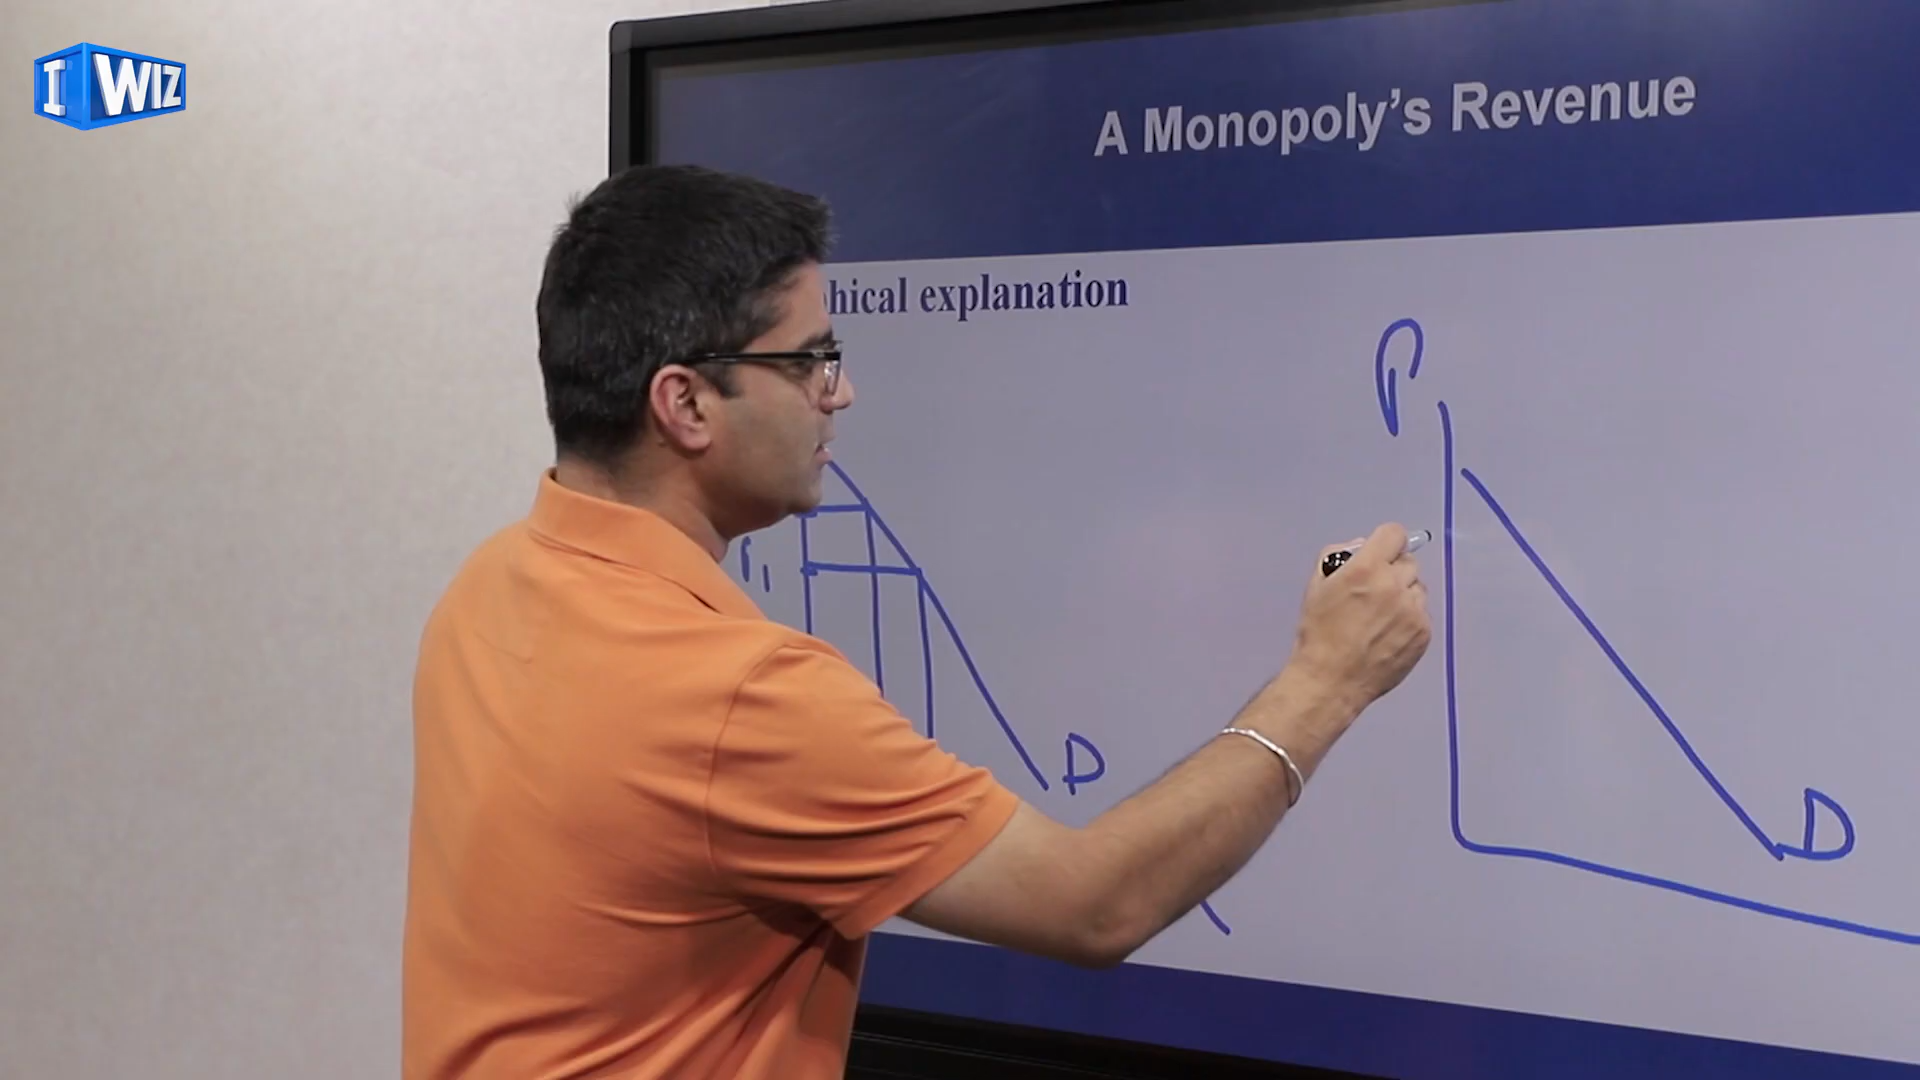 I WIZ
A Monopoly's Revenue
hical explanation
P
P1
D
D